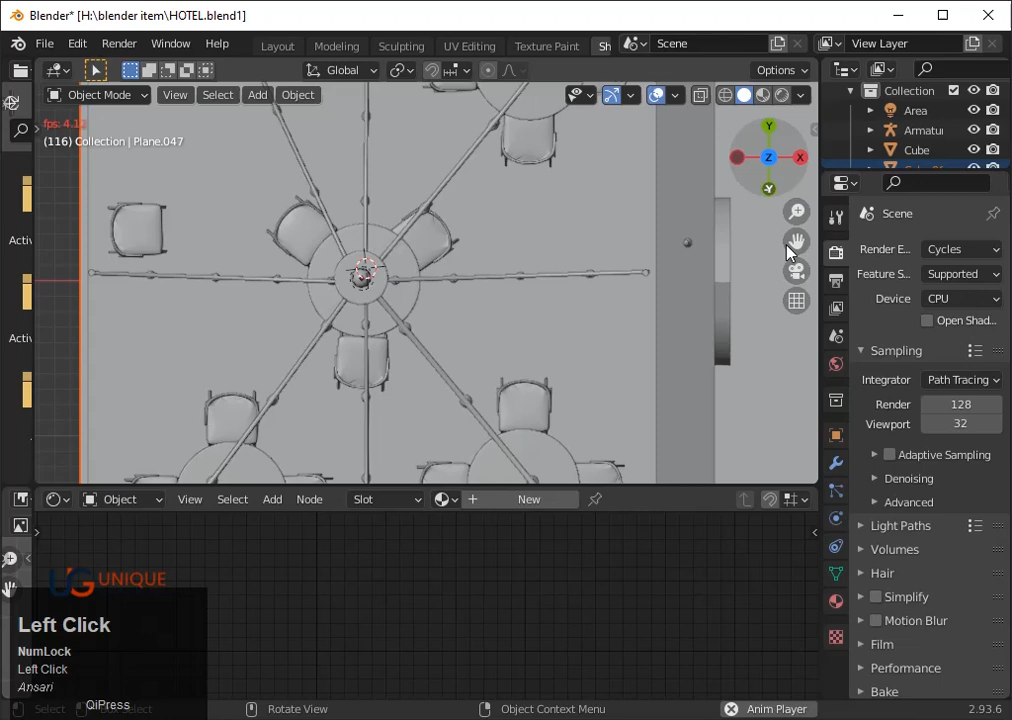 Blender* [H:\blender item\HOTEL.blend1]
File Edit Render Window Help Layout Modeling Sculpting UV Editing Texture Paint Sh Scene View Layer
Global Options
Object Mode View Select Add Object
(116) Collection | Plane.047
Y
Z X
Y
Activ
Activ
Collection
Area
Armatu
Cube
Scene
Render E... Cycles
Feature S... Supported
Device CPU
Open Shad...
Sampling
Integrator Path Tracing
Render 128
Viewport 32
Adaptive Sampling
Denoising
Advanced
Light Paths
Volumes
Hair
Simplify
Motion Blur
Film
Performance
Bake
Object View Select Add Node Slot New
UG UNIQUE
Left Click
NumLock
Left Click
Ansari
QiPress
Select Rotate View Object Context Menu Anim Player 2.93.6